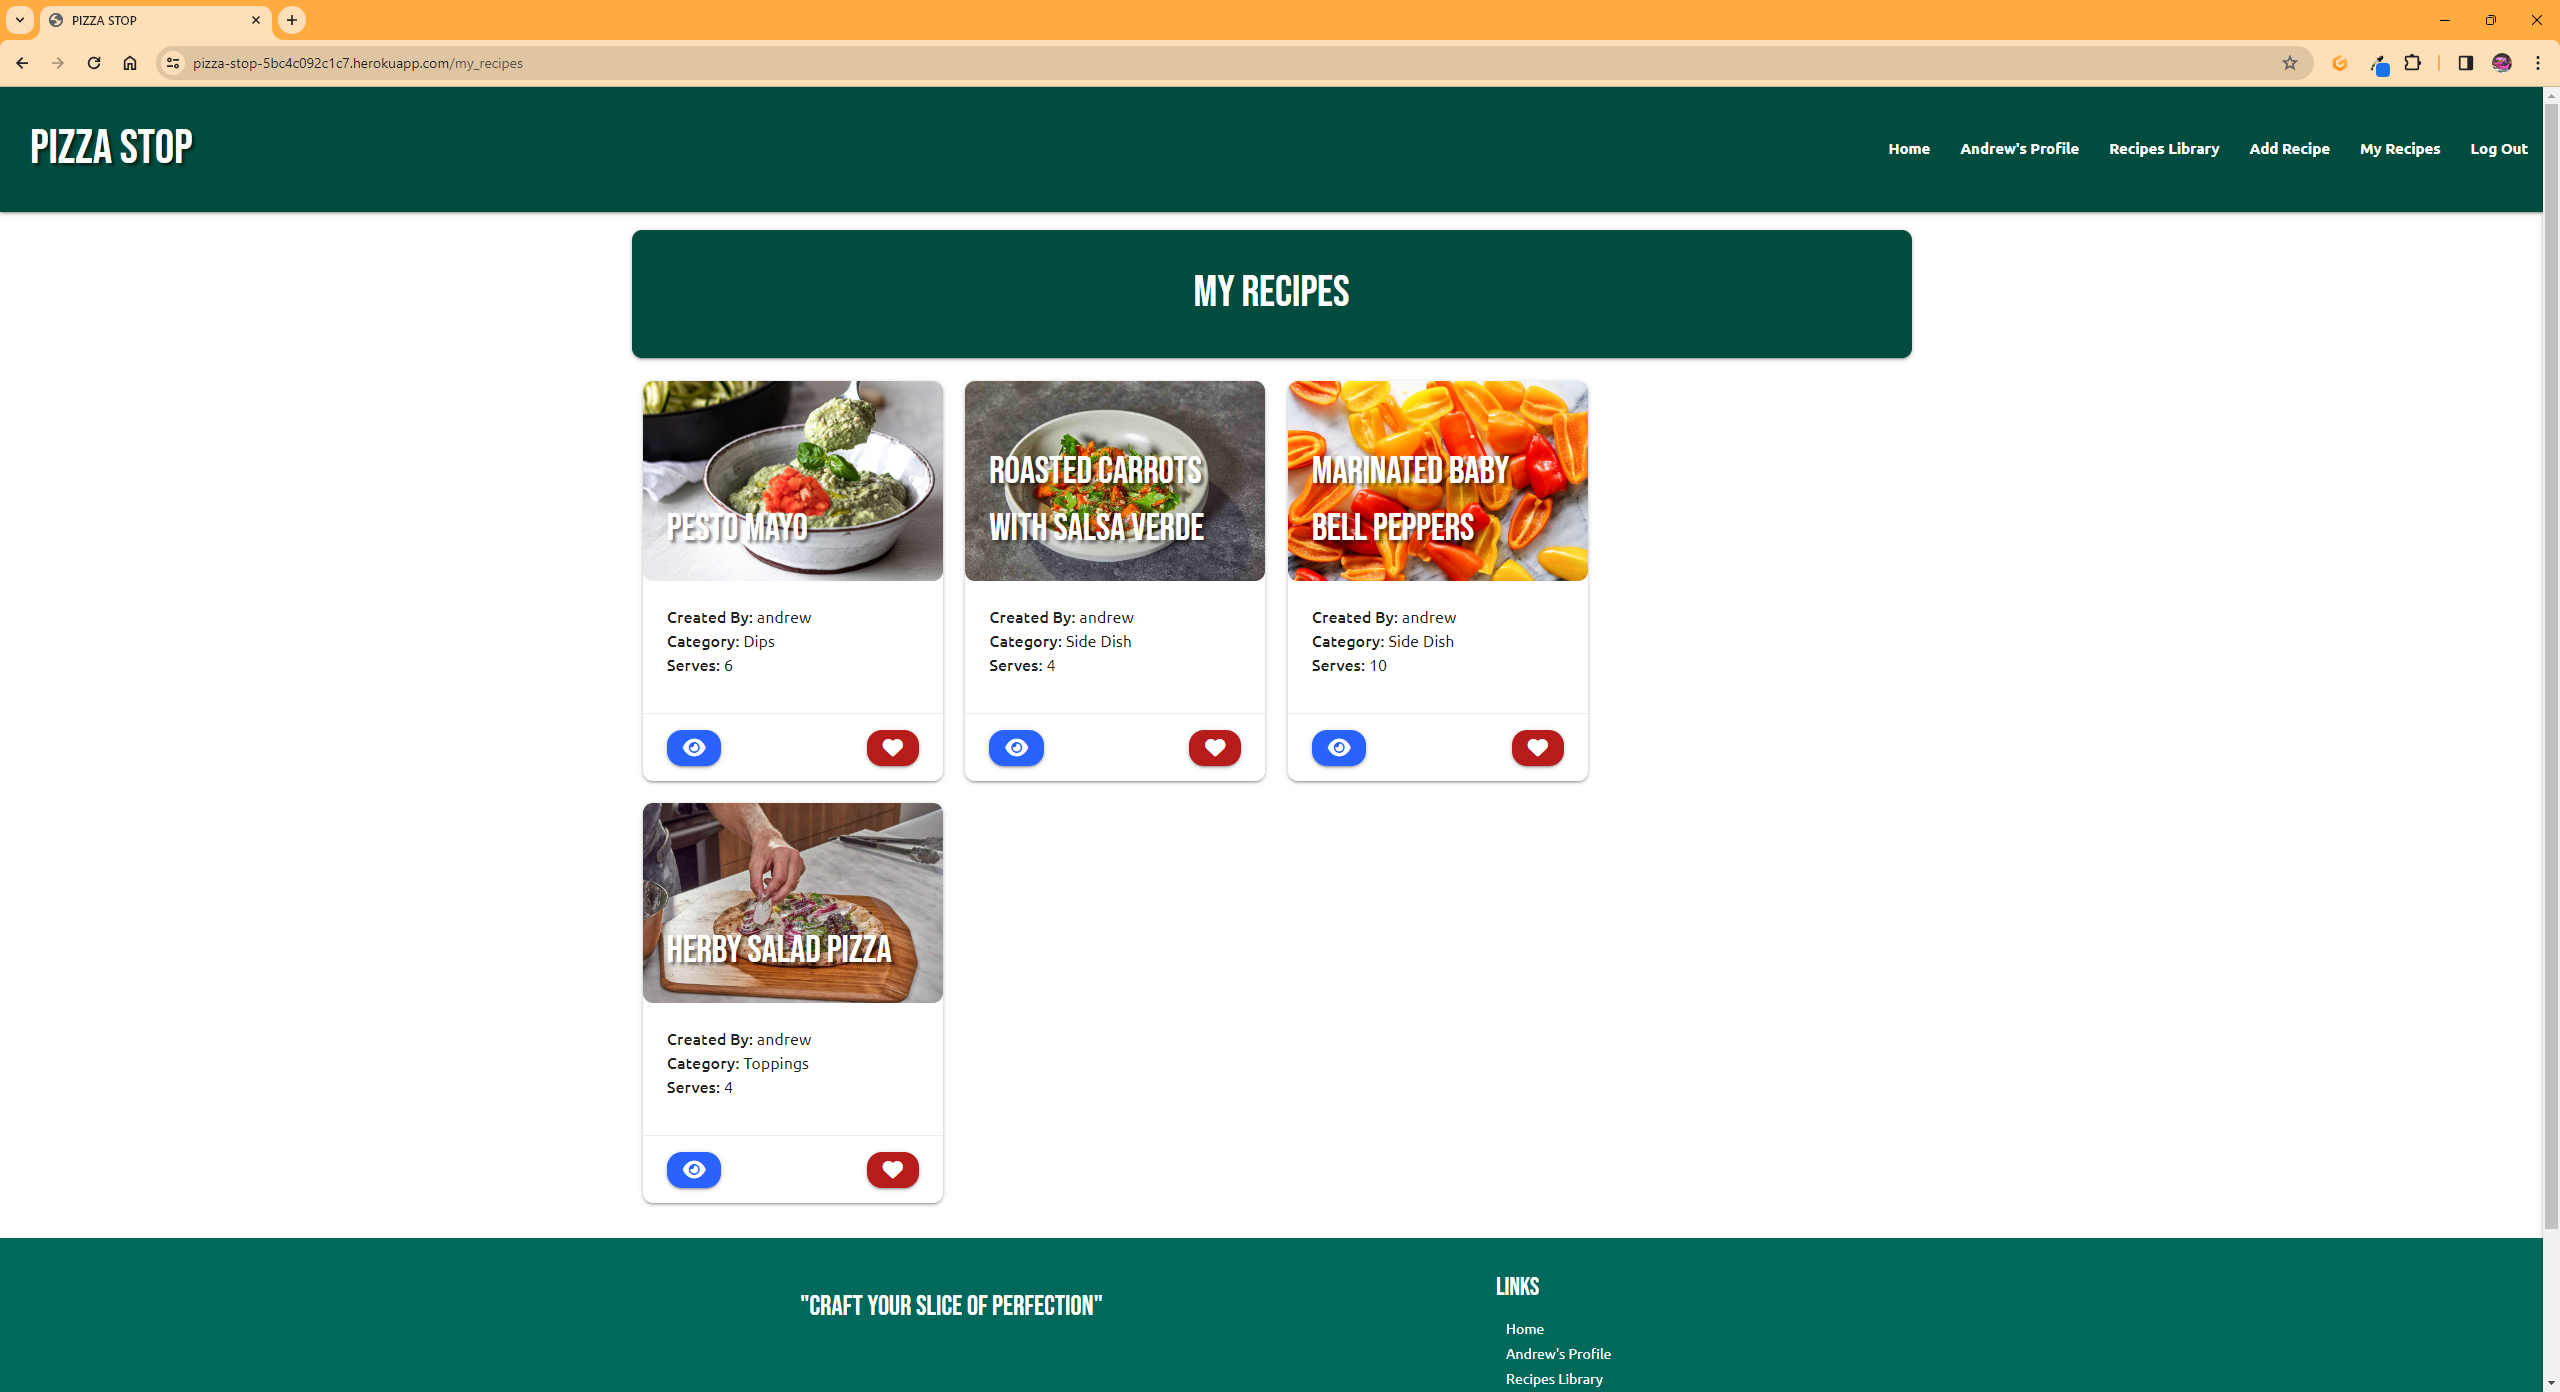 PIZZA STOP
pizza-stop-5bc4c092c1c7.herokuapp.com/my_recipes
PIZZA STOP
Home Andrew's Profile Recipes Library Add Recipe My Recipes Log Out
MY RECIPES
PESTO MAYO
Created By: andrew
Category: Dips
Serves: 6
ROASTED CARROTS
WITH SALSA VERDE
Created By: andrew
Category: Side Dish
Serves: 4
MARINATED BABY
BELL PEPPERS
Created By: andrew
Category: Side Dish
Serves: 10
HERBY SALAD PIZZA
Created By: andrew
Category: Toppings
Serves: 4
"CRAFT YOUR SLICE OF PERFECTION"
LINKS
Home
Andrew's Profile
Recipes Library